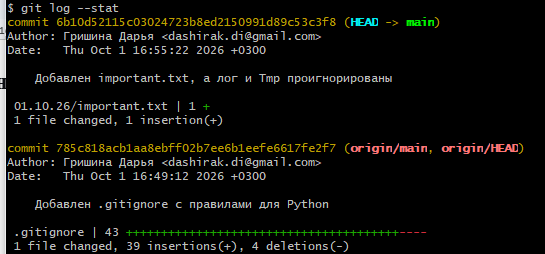 $ git log --stat
commit 6b10d52115c03024723b8ed2150991d89c53c3f8 (HEAD -> main)
Author: Гришина Дарья <dashirak.di@gmail.com>
Date:   Thu Oct 1 16:55:22 2026 +0300
    Добавлен important.txt, а лог и Tmp проигнорированы
 01.10.26/important.txt | 1 +
 1 file changed, 1 insertion(+)
commit 785c818acb1aa8ebff02b7ee6b1eefe6617fe2f7 (origin/main, origin/HEAD)
Author: Гришина Дарья <dashirak.di@gmail.com>
Date:   Thu Oct 1 16:49:12 2026 +0300
    Добавлен .gitignore с правилами для Python
 .gitignore | 43 +++++++++++++++++++++++++++++++++++++++----
 1 file changed, 39 insertions(+), 4 deletions(-)